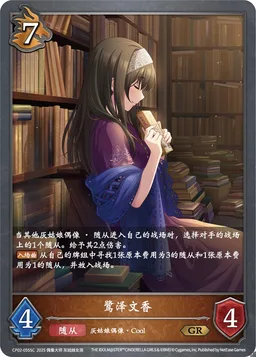 7
当其他灰姑娘偶像·随从进入自己的战场时，选择对手的战场
上的1个随从。给予其2点伤害。
入场曲 从自己的牌组中寻找1张原本费用为3的随从和1张原本费
用为1的随从，并放入战场。
鹭泽文香
4
随从 灰姑娘偶像·Cool GR
4